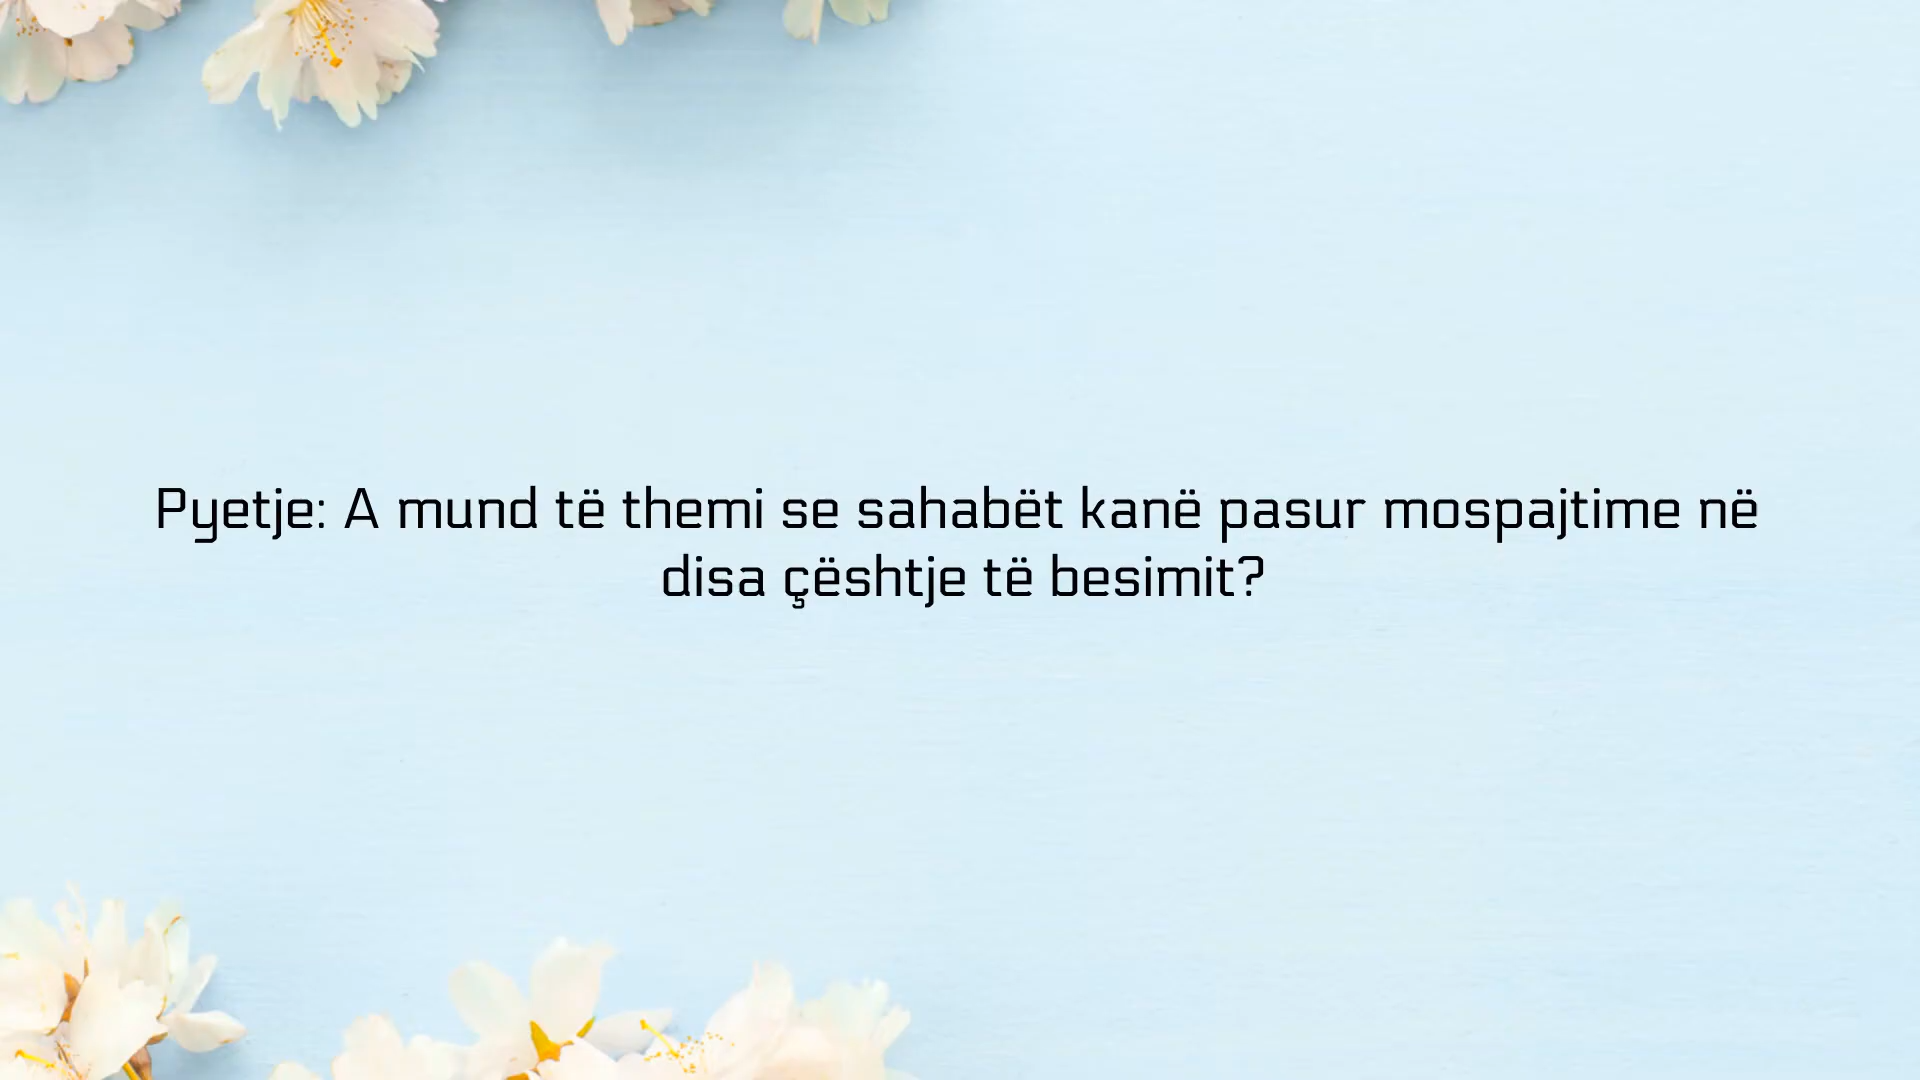 Pyetje: A mund të themi se sahabët kanë pasur mospajtime në
disa çështje të besimit?